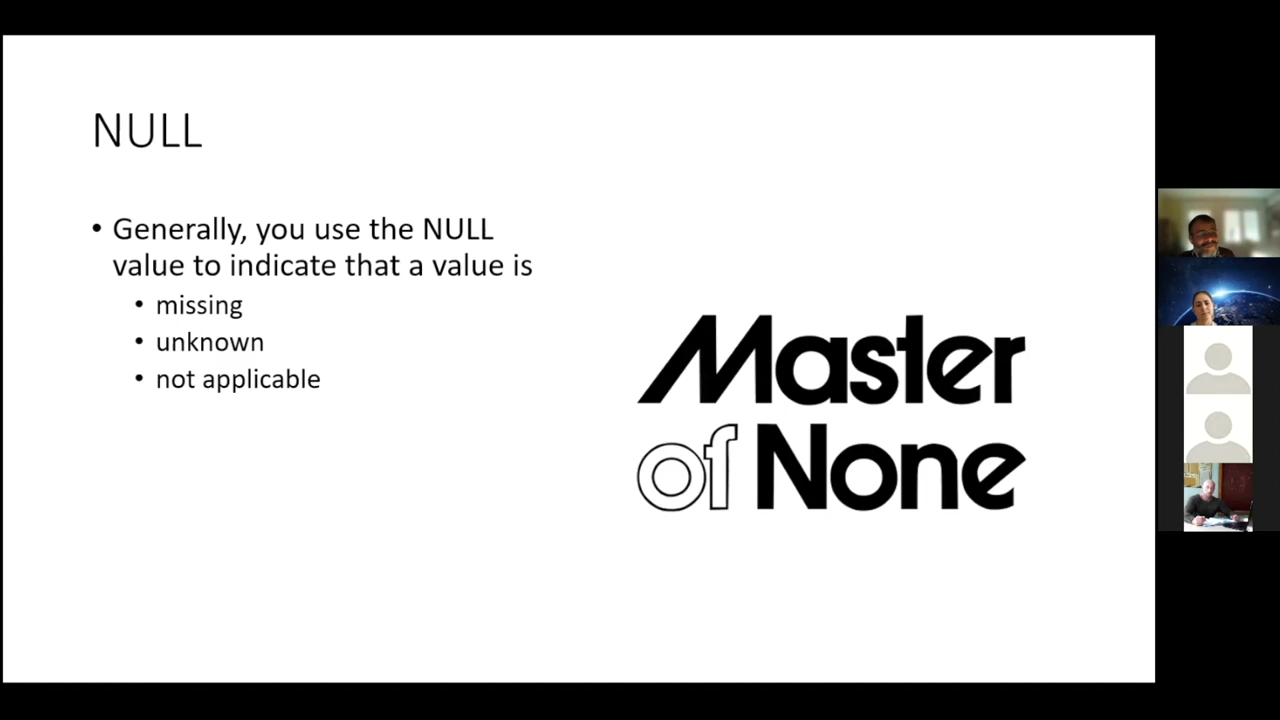 NULL
• Generally, you use the NULL
value to indicate that a value is
• missing
• unknown
• not applicable
Master
of None